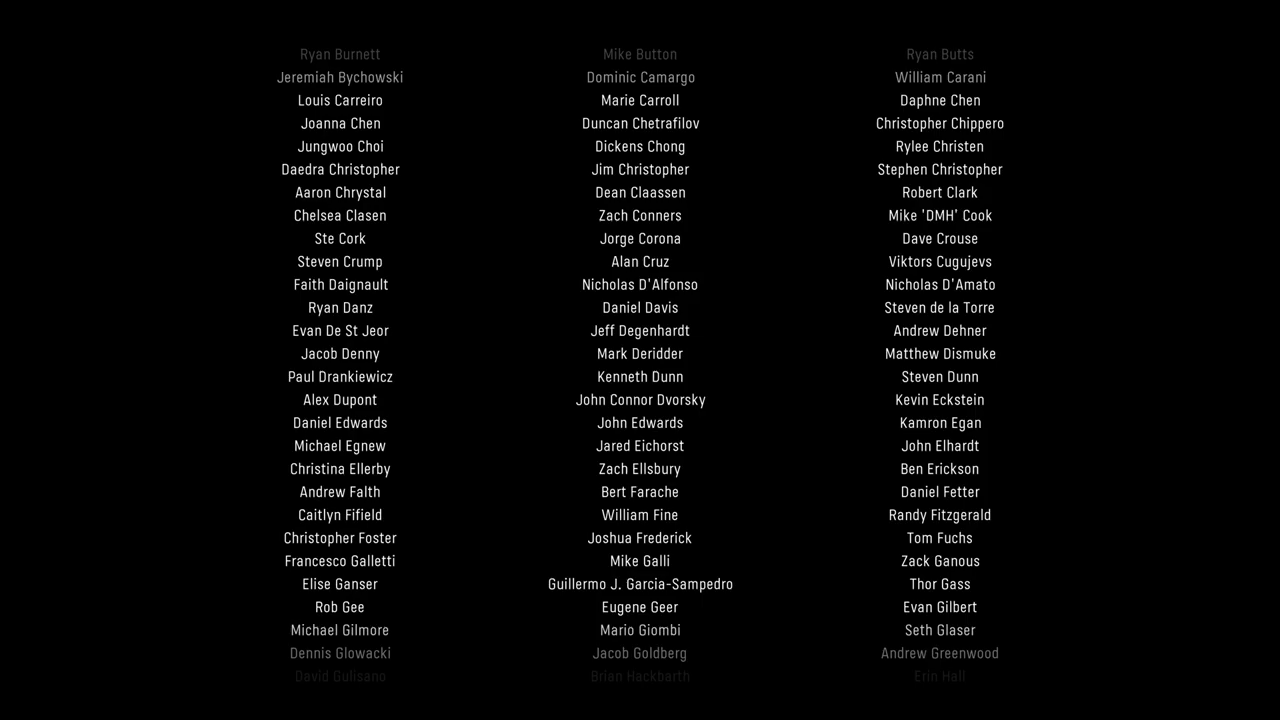 Ryan Burnett Mike Button Ryan Butts
Jeremiah Bychowski Dominic Camargo William Carani
Louis Carreiro Marie Carroll Daphne Chen
Joanna Chen Duncan Chetrafilov Christopher Chippero
Jungwoo Choi Dickens Chong Rylee Christen
Daedra Christopher Jim Christopher Stephen Christopher
Aaron Chrystal Dean Claassen Robert Clark
Chelsea Clasen Zach Conners Mike 'DMH' Cook
Ste Cork Jorge Corona Dave Crouse
Steven Crump Alan Cruz Viktors Cugujevs
Faith Daignault Nicholas D'Alfonso Nicholas D'Amato
Ryan Danz Daniel Davis Steven de la Torre
Evan De St Jeor Jeff Degenhardt Andrew Dehner
Jacob Denny Mark Deridder Matthew Dismuke
Paul Drankiewicz Kenneth Dunn Steven Dunn
Alex Dupont John Connor Dvorsky Kevin Eckstein
Daniel Edwards John Edwards Kamron Egan
Michael Egnew Jared Eichorst John Elhardt
Christina Ellerby Zach Ellsbury Ben Erickson
Andrew Falth Bert Farache Daniel Fetter
Caitlyn Fifield William Fine Randy Fitzgerald
Christopher Foster Joshua Frederick Tom Fuchs
Francesco Galletti Mike Galli Zack Ganous
Elise Ganser Guillermo J. Garcia-Sampedro Thor Gass
Rob Gee Eugene Geer Evan Gilbert
Michael Gilmore Mario Giombi Seth Glaser
Dennis Glowacki Jacob Goldberg Andrew Greenwood
David Gulisano Brian Hackbarth Erin Hall